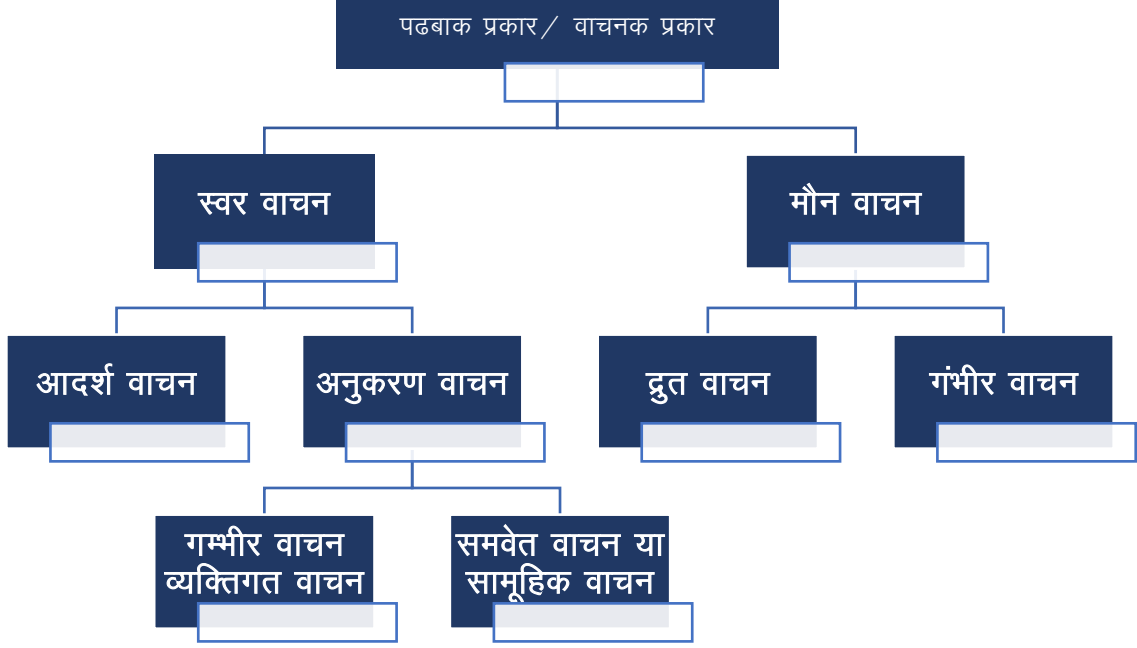 पढबाक प्रकार/ वाचनक प्रकार
स्वर वाचन
मौन वाचन
आदर्श वाचन
अनुकरण वाचन
द्रुत वाचन
गंभीर वाचन
गम्भीर वाचन
व्यक्तिगत वाचन
समवेत वाचन या
सामूहिक वाचन